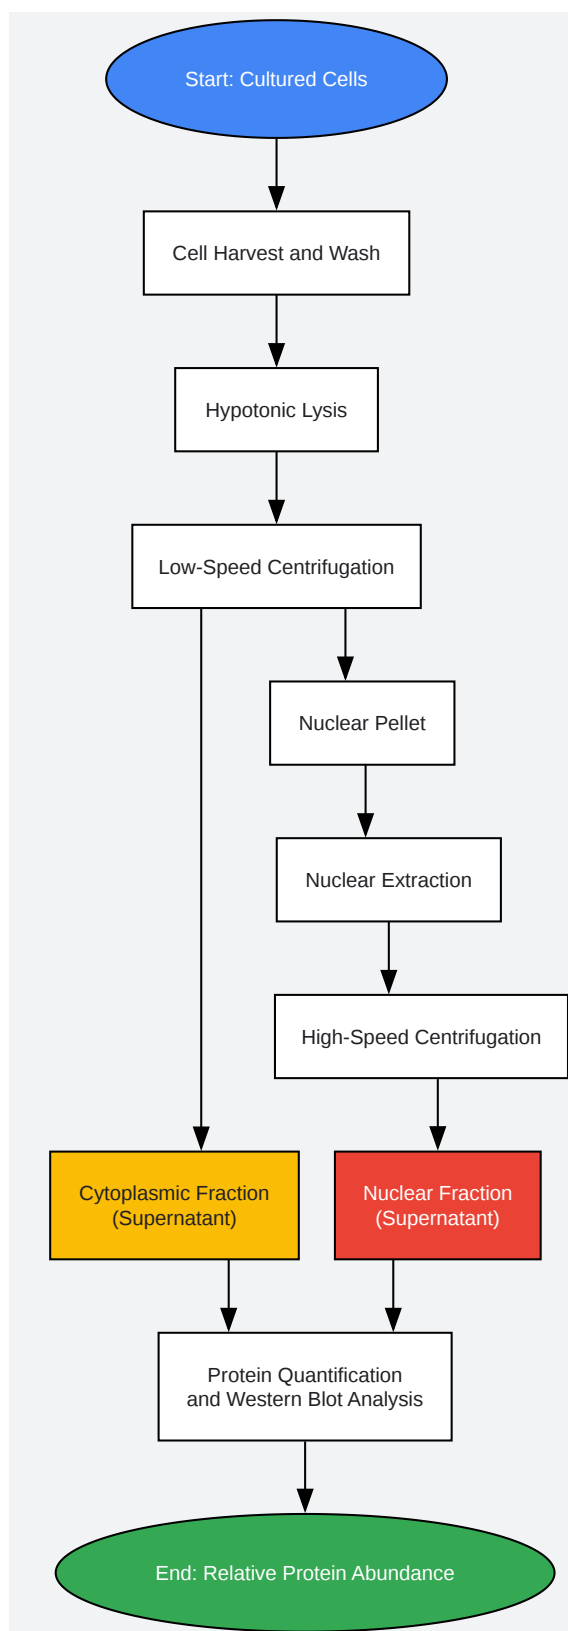 Start: Cultured Cells
Cell Harvest and Wash
Hypotonic Lysis
Low-Speed Centrifugation
Nuclear Pellet
Nuclear Extraction
High-Speed Centrifugation
Cytoplasmic Fraction
(Supernatant)
Nuclear Fraction
(Supernatant)
Protein Quantification
and Western Blot Analysis
End: Relative Protein Abundance